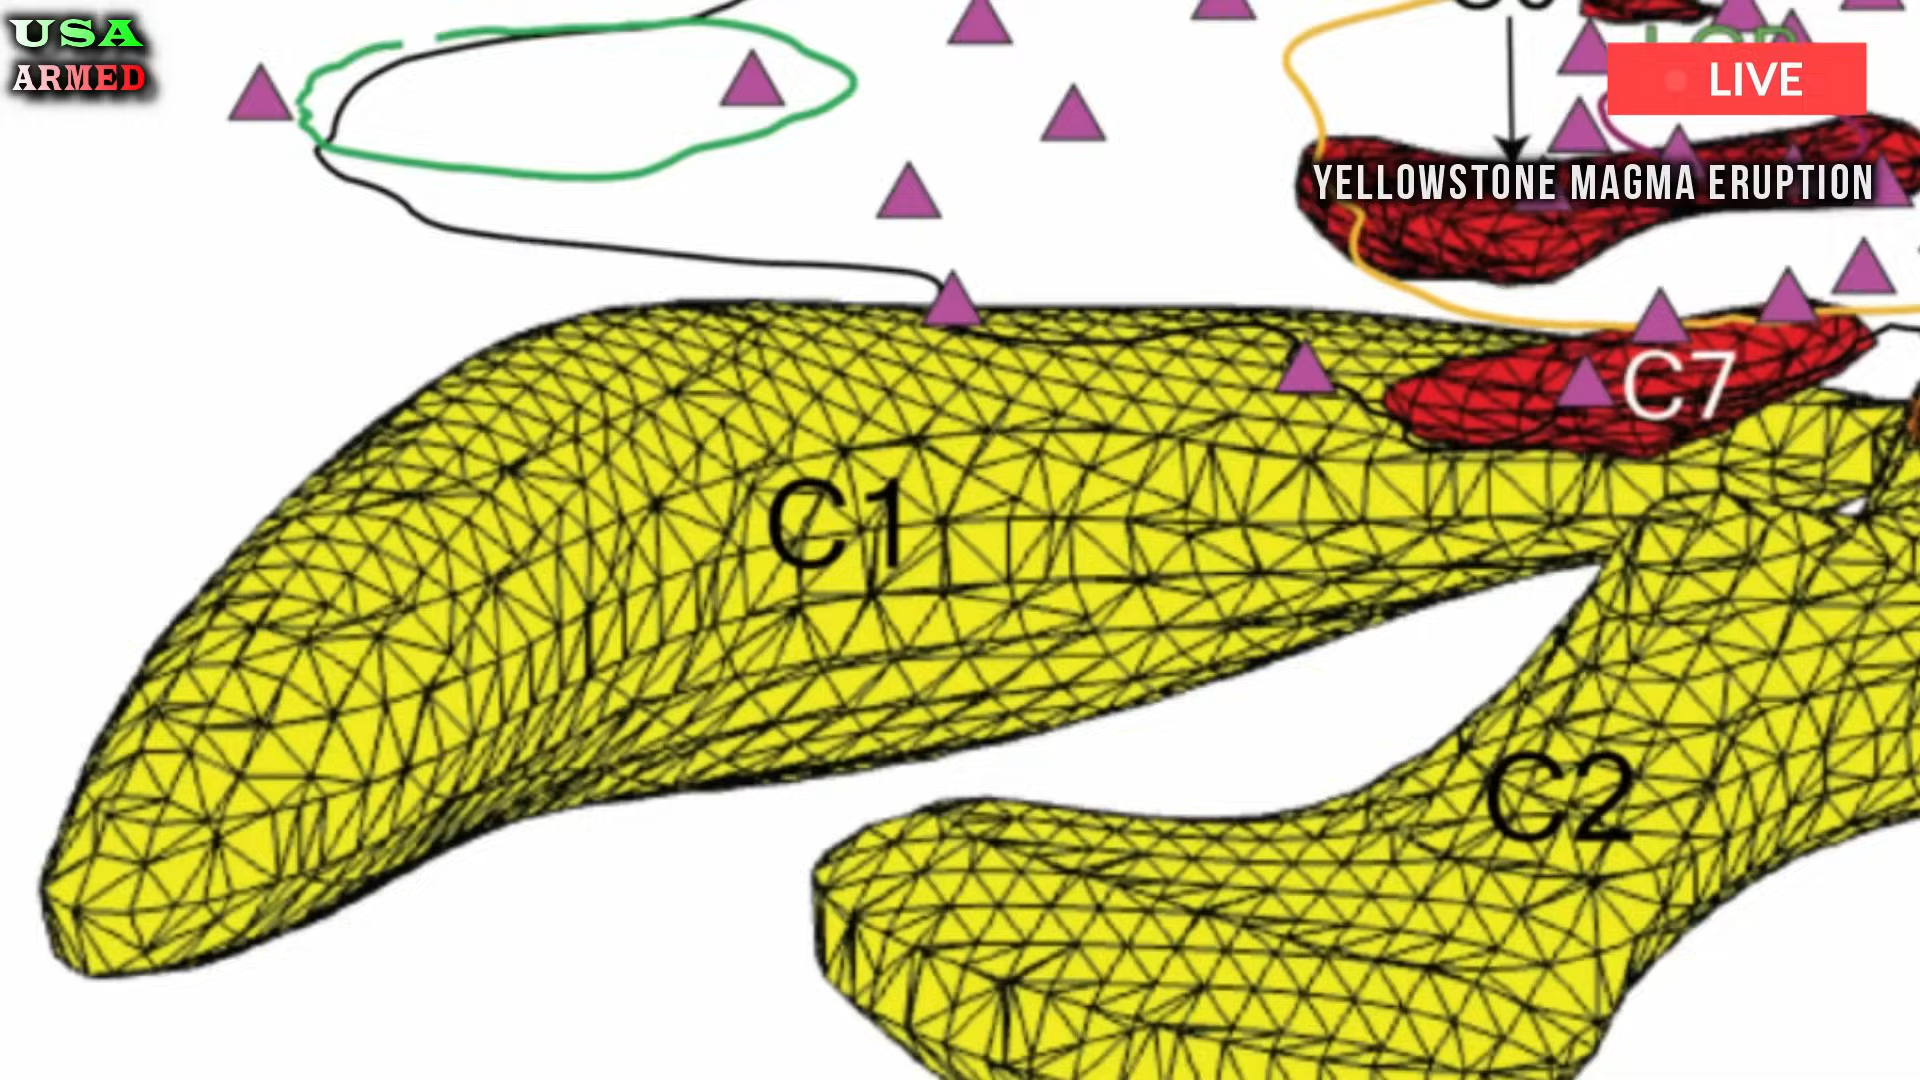 USA
ARMED
LIVE
YELLOWSTONE MAGMA ERUPTION
C7
C1
C2